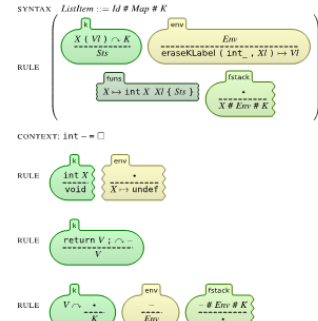 SYNTAX ListItem ::= Id # Map # K
k env
X ( Vl ) ↷ K Env
Sts eraseKLabel ( int_ , Xl ) ↦ Vl
RULE
funs fstack
X ↦ int X Xl { Sts } •
X # Env # K
CONTEXT: int – = □
k env
RULE int X •
void X ↦ undef
k
RULE return V ; ↷ –
V
k env fstack
RULE V ↷ • – – # Env # K
K Env •